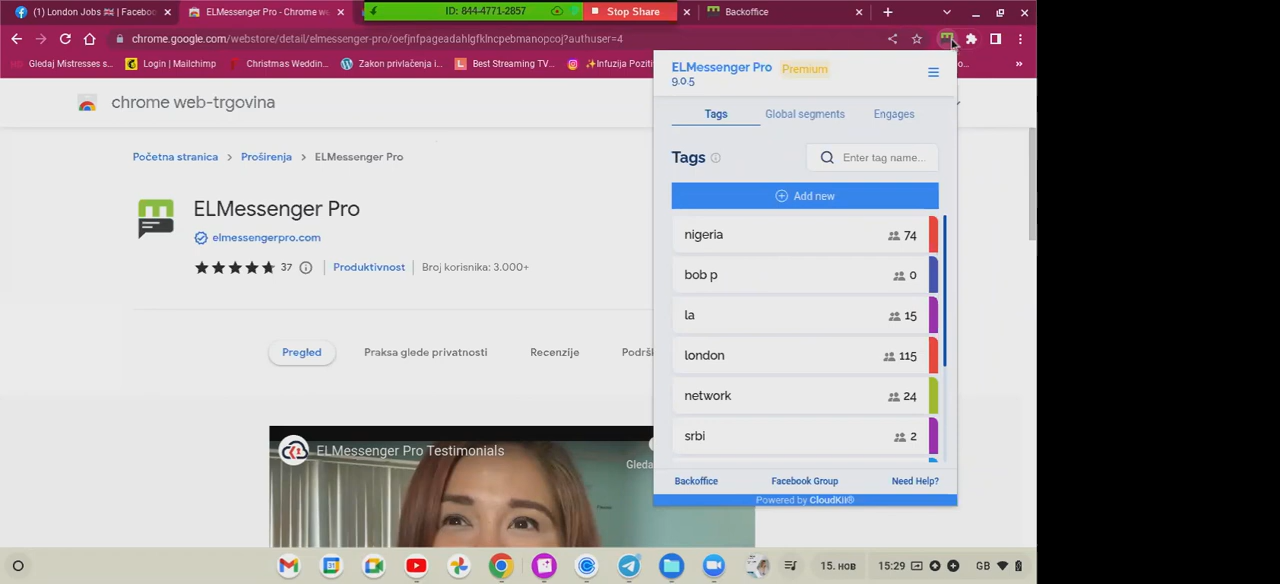 (1) London Jobs | Facebo
ELMessenger Pro - Chrome we
ID: 844-4771-2857
Stop Share
Backoffice
chrome.google.com/webstore/detail/elmessenger-pro/oefjnfpageadahlgfklncpebmanopcoj?authuser=4
Gledaj Mistresses s...
Login | Mailchimp
Christmas Weddin...
Zakon privlačenja i...
Best Streaming TV...
✨Infuzija Poziti
o...
»
chrome web-trgovina
Početna stranica > Proširenja > ELMessenger Pro
ELMessenger Pro
elmessengerpro.com
37
Produktivnost
Broj korisnika: 3.000+
Pregled
Praksa glede privatnosti
Recenzije
Podršk
ELMessenger Pro Testimonials
Gleda
ELMessenger Pro Premium
9.0.5
Tags
Global segments
Engages
Tags
Enter tag name...
Add new
nigeria 74
bob p 0
la 15
london 115
network 24
srbi 2
Backoffice
Facebook Group
Need Help?
Powered by CloudKii®
15. нов
15:29
GB